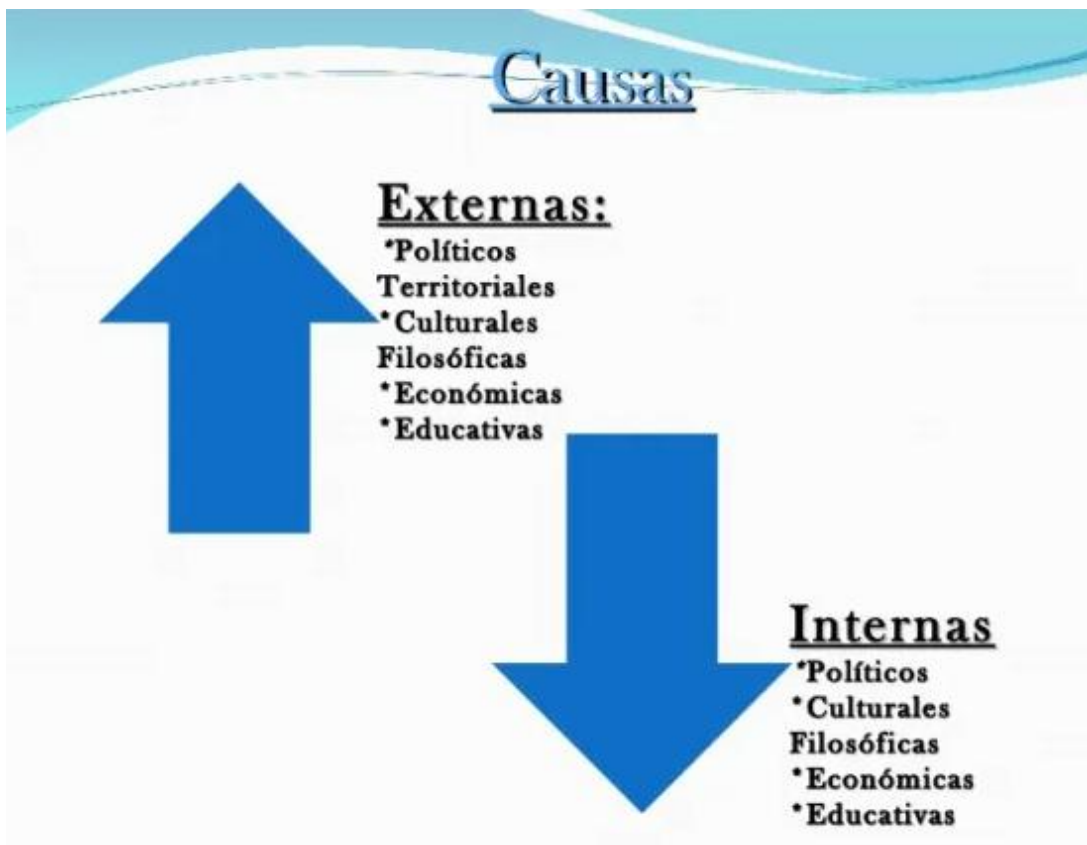 Causas
Externas:
*Políticos
Territoriales
*Culturales
Filosóficas
*Económicas
*Educativas
Internas
*Políticos
*Culturales
Filosóficas
*Económicas
*Educativas